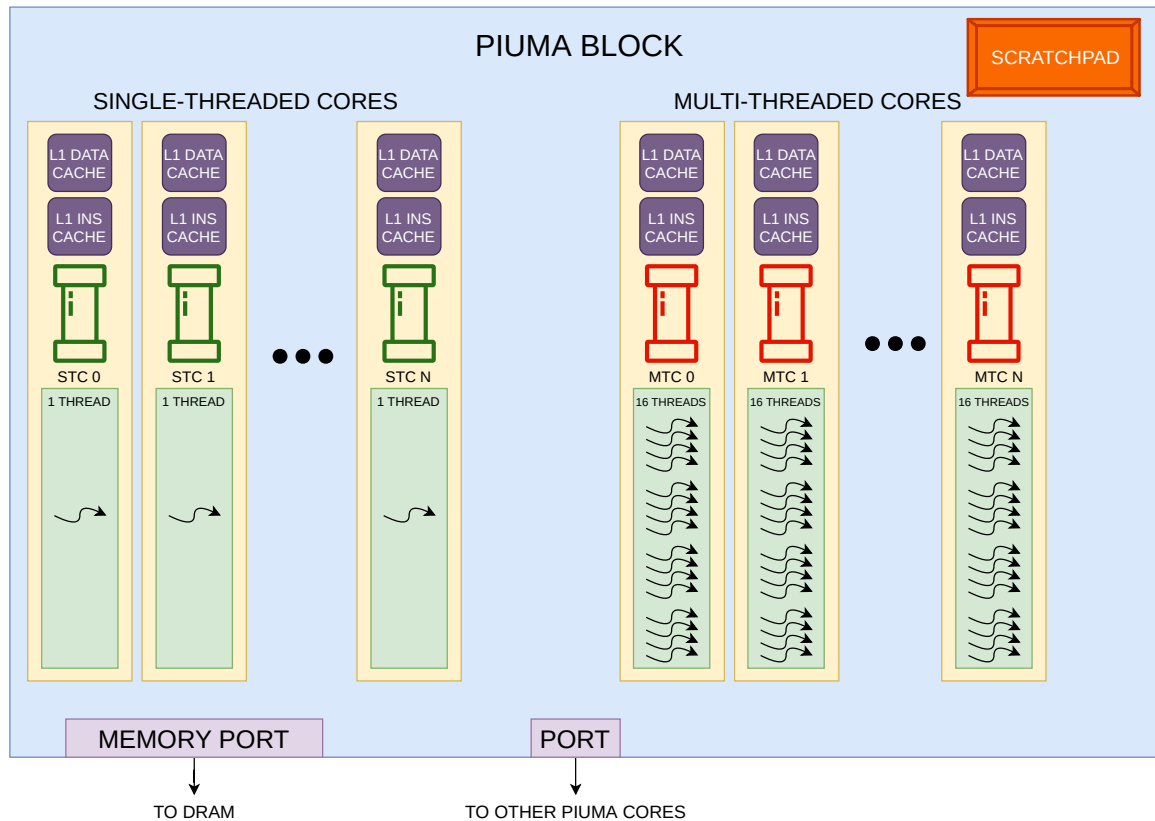 PIUMA BLOCK
SCRATCHPAD
SINGLE-THREADED CORES
MULTI-THREADED CORES
L1 DATA
CACHE
L1 INS
CACHE
STC 0
1 THREAD
L1 DATA
CACHE
L1 INS
CACHE
STC 1
1 THREAD
L1 DATA
CACHE
L1 INS
CACHE
STC N
1 THREAD
L1 DATA
CACHE
L1 INS
CACHE
MTC 0
16 THREADS
L1 DATA
CACHE
L1 INS
CACHE
MTC 1
16 THREADS
L1 DATA
CACHE
L1 INS
CACHE
MTC N
16 THREADS
MEMORY PORT
PORT
TO DRAM
TO OTHER PIUMA CORES